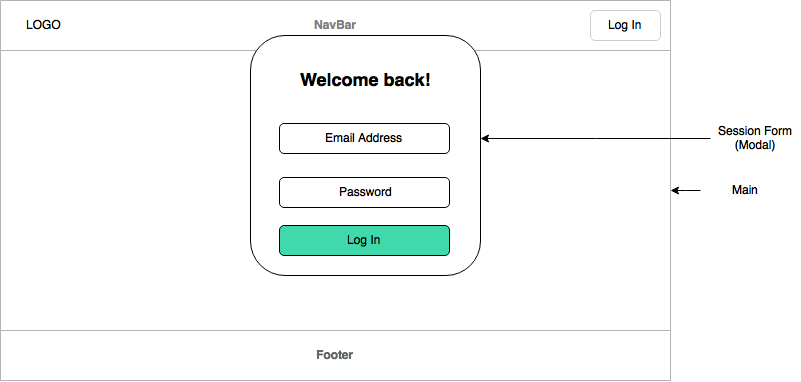 LOGO
NavBar
Log In
Welcome back!
Email Address
Session Form
(Modal)
Password
Main
Log In
Footer